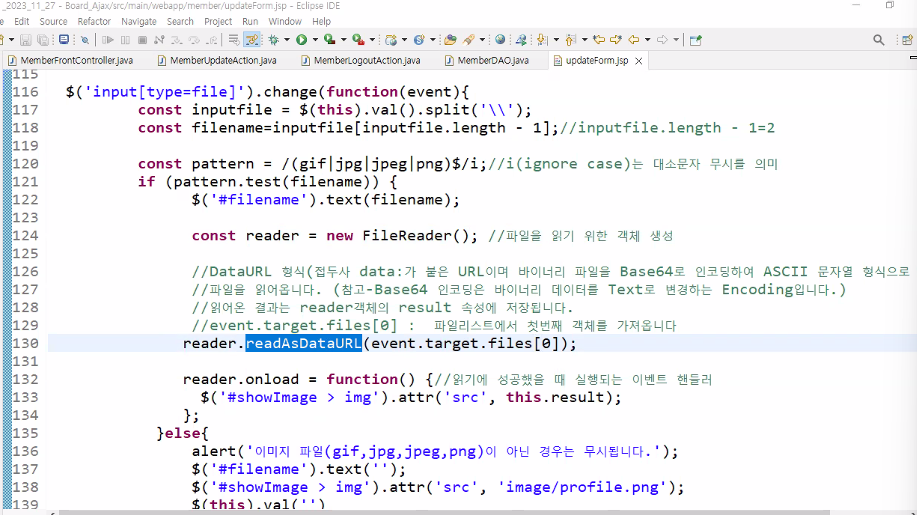 _2023_11_27 - Board_Ajax/src/main/webapp/member/updateForm.jsp - Eclipse IDE
e Edit Source Refactor Navigate Search Project Run Window Help
MemberFrontController.java MemberUpdateAction.java MemberLogoutAction.java MemberDAO.java updateForm.jsp
115
116 $('input[type=file]').change(function(event){
117 const inputfile = $(this).val().split('\\');
118 const filename=inputfile[inputfile.length - 1];//inputfile.length - 1=2
119
120 const pattern = /(gif|jpg|jpeg|png)$/i;//i(ignore case)는 대소문자 무시를 의미
121 if (pattern.test(filename)) {
122 $('#filename').text(filename);
123
124 const reader = new FileReader(); //파일을 읽기 위한 객체 생성
125
126 //DataURL 형식(접두사 data:가 붙은 URL이며 바이너리 파일을 Base64로 인코딩하여 ASCII 문자열 형식으로
127 //파일을 읽어옵니다. (참고-Base64 인코딩은 바이너리 데이터를 Text로 변경하는 Encoding입니다.)
128 //읽어온 결과는 reader객체의 result 속성에 저장됩니다.
129 //event.target.files[0] : 파일리스트에서 첫번째 객체를 가져옵니다
130 reader.readAsDataURL(event.target.files[0]);
131
132 reader.onload = function() {//읽기에 성공했을 때 실행되는 이벤트 핸들러
133 $('#showImage > img').attr('src', this.result);
134 };
135 }else{
136 alert('이미지 파일(gif,jpg,jpeg,png)이 아닌 경우는 무시됩니다.');
137 $('#filename').text('');
138 $('#showImage > img').attr('src', 'image/profile.png');
139 $(this).val('')